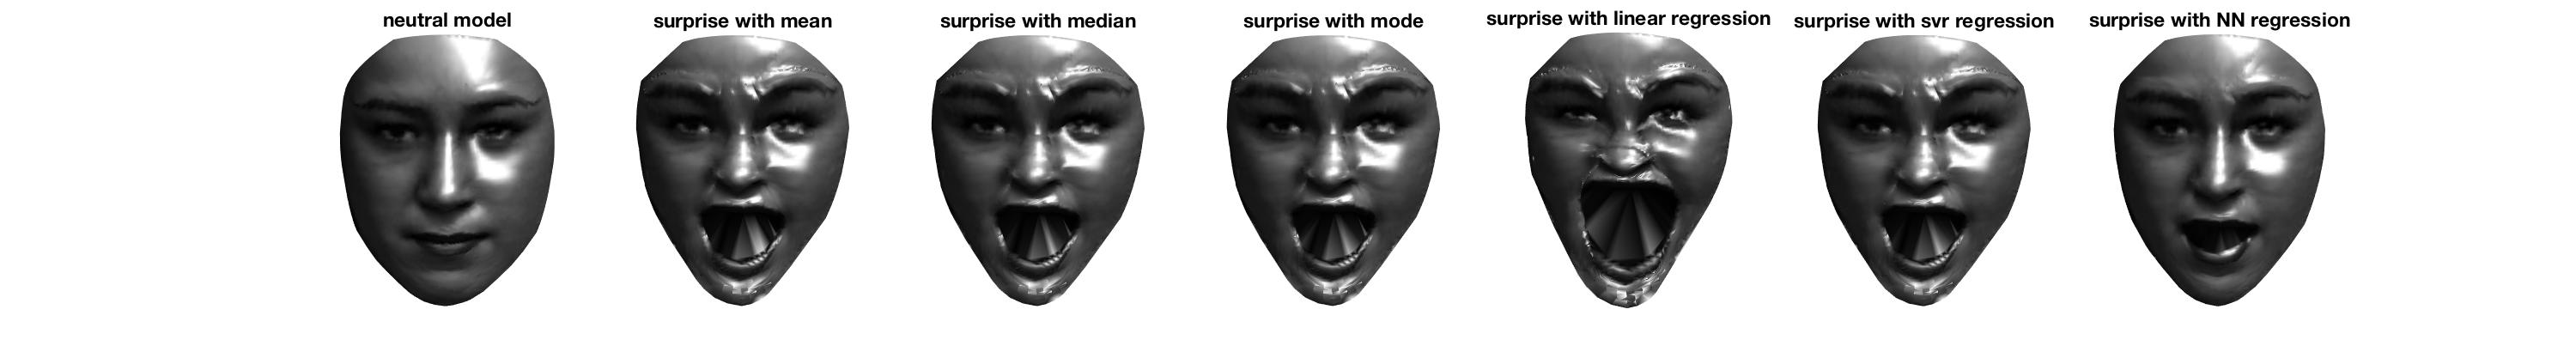 neutral model
surprise with mean
surprise with median
surprise with mode
surprise with linear regression
surprise with svr regression
surprise with NN regression